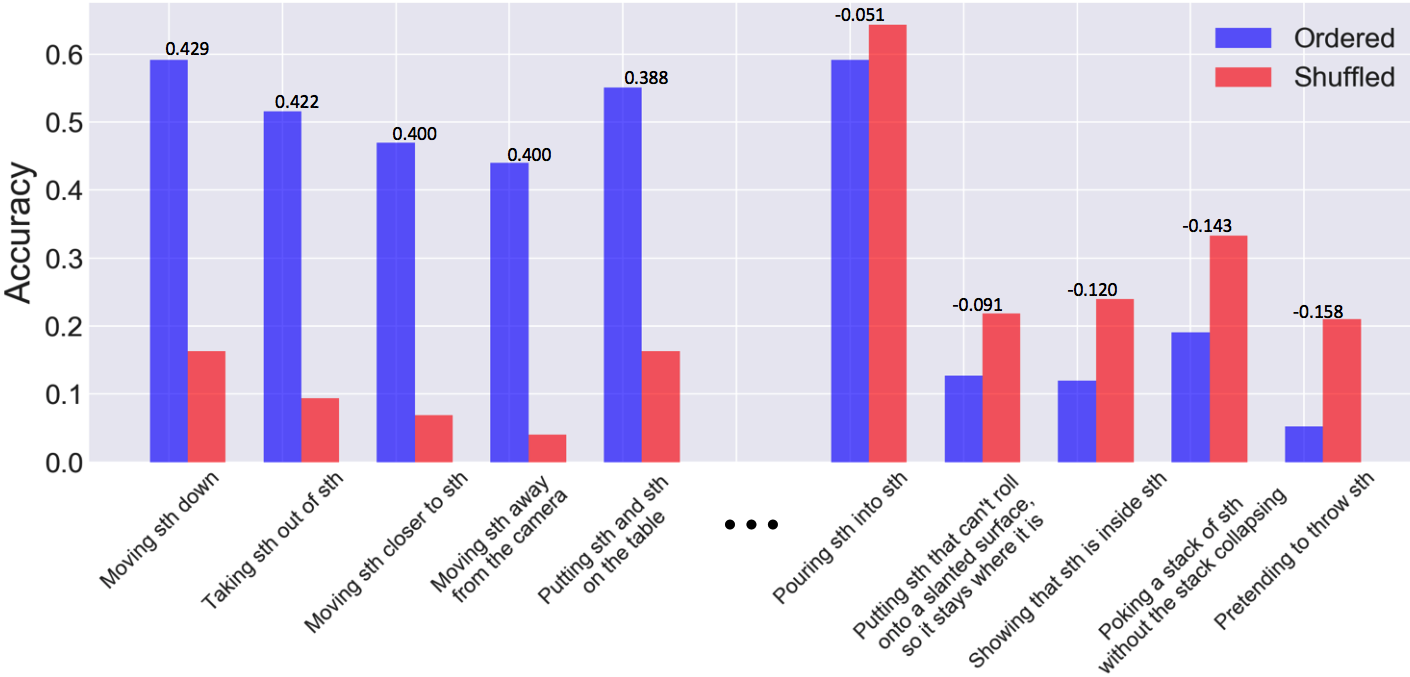 -0.051
Ordered
Shuffled
0.429
0.422
0.400
0.400
0.388
-0.091
-0.120
-0.143
-0.158
Accuracy
0.6
0.5
0.4
0.3
0.2
0.1
0.0
Moving sth down
Taking sth out of sth
Moving sth closer to sth
Moving sth away
from the camera
Putting sth and sth
on the table
...
Pouring sth into sth
Putting sth that can't roll
onto a slanted surface,
so it stays where it is
Showing that sth is inside sth
Poking a stack of sth
without the stack collapsing
Pretending to throw sth